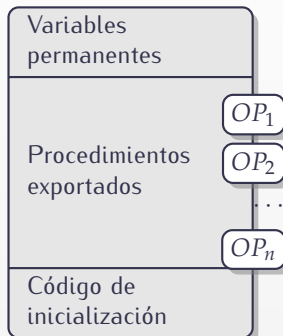 Variables
permanentes
OP₁
Procedimientos
exportados
OP₂
...
OPₙ
Código de
inicialización